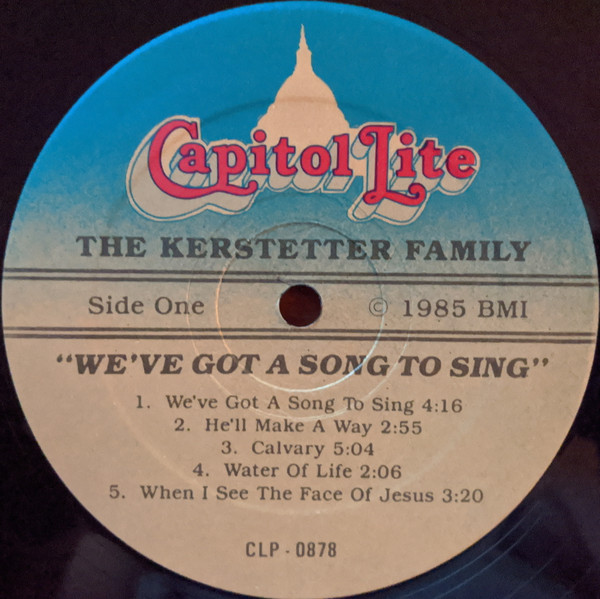 Capitol Lite
THE KERSTETTER FAMILY
Side One © 1985 BMI
"WE'VE GOT A SONG TO SING"
1. We've Got A Song To Sing 4:16
2. He'll Make A Way 2:55
3. Calvary 5:04
4. Water Of Life 2:06
5. When I See The Face Of Jesus 3:20
CLP - 0878